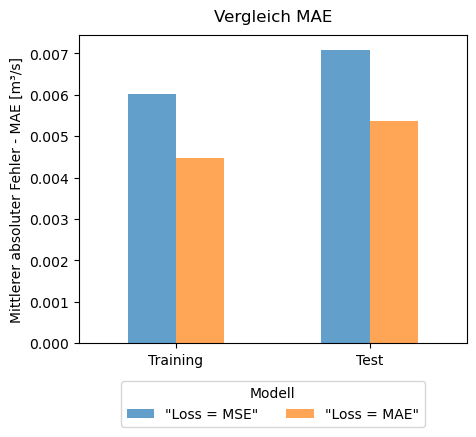 Vergleich MAE
Mittlerer absoluter Fehler - MAE [m³/s]
0.007
0.006
0.005
0.004
0.003
0.002
0.001
0.000
Training
Test
Modell
"Loss = MSE"
"Loss = MAE"